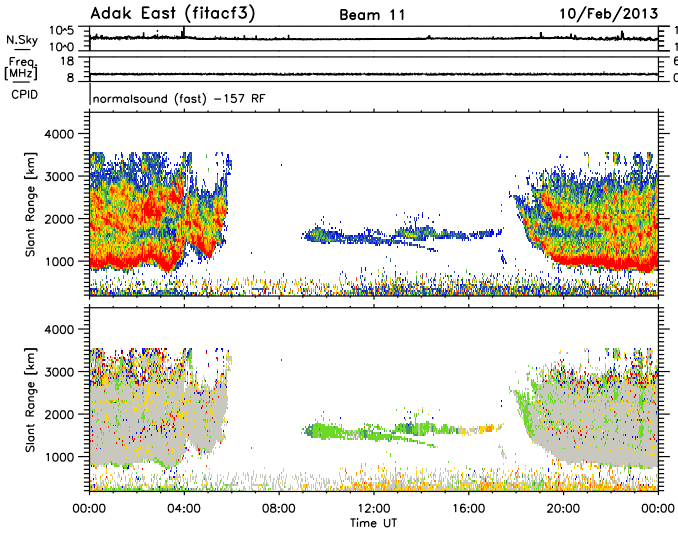 Adak East (fitacf3) Beam 11 10/Feb/2013
N.Sky 10^5 10^0 1 1
Freq. [MHz] 18 8 6 0
CPID normalsound (fast) -157 RF
Slant Range [km] 4000 3000 2000 1000
Slant Range [km] 4000 3000 2000 1000
00:00 04:00 08:00 12:00 16:00 20:00 00:00
Time UT